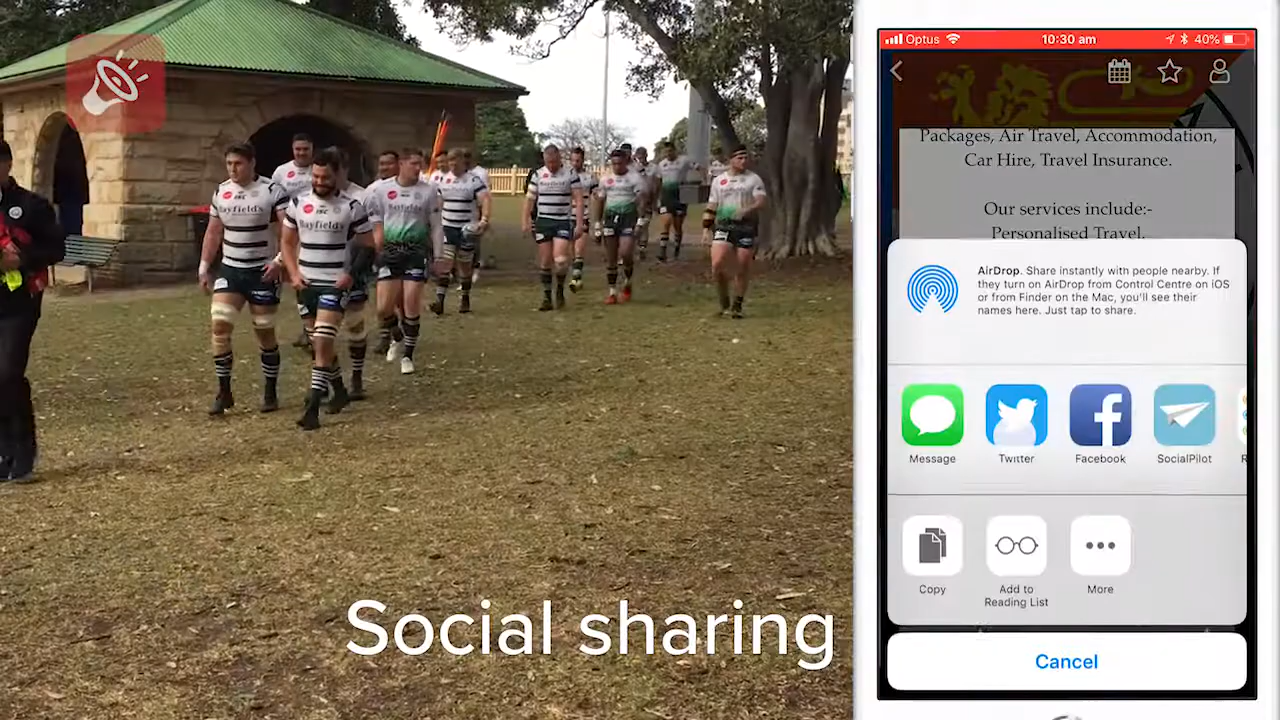 Mayfield's
Mayfield's
Social sharing
Optus
10:30 am
40%
Packages, Air Travel, Accommodation,
Car Hire, Travel Insurance.
Our services include:-
Personalised Travel,
AirDrop. Share instantly with people nearby. If
they turn on AirDrop from Control Centre on iOS
or from Finder on the Mac, you'll see their
names here. Just tap to share.
Message
Twitter
Facebook
SocialPilot
Copy
Add to
Reading List
More
Cancel